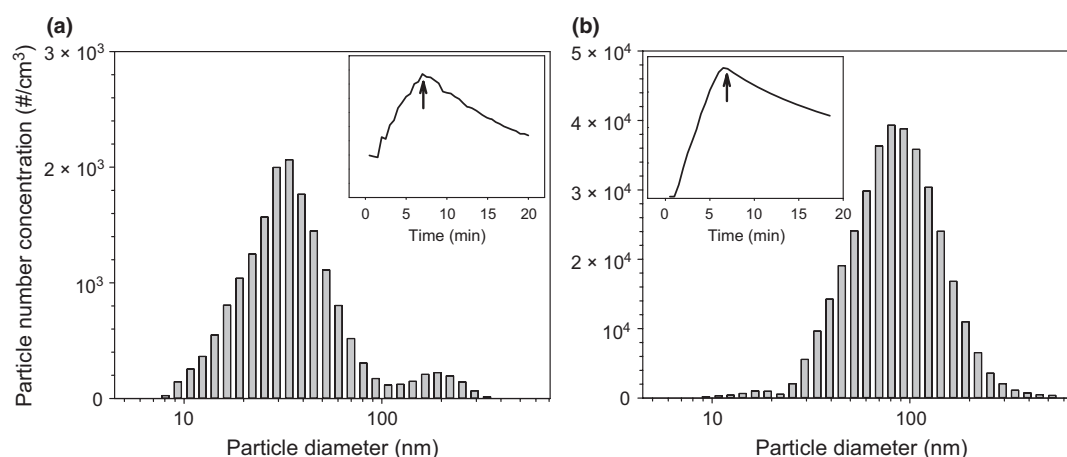 (a)
Particle number concentration (#/cm³)
3 × 10³
2 × 10³
10³
0
10
100
Particle diameter (nm)
0
5
10
15
20
Time (min)
(b)
5 × 10⁴
4 × 10⁴
3 × 10⁴
2 × 10⁴
10⁴
0
10
100
Particle diameter (nm)
0
5
10
15
20
Time (min)